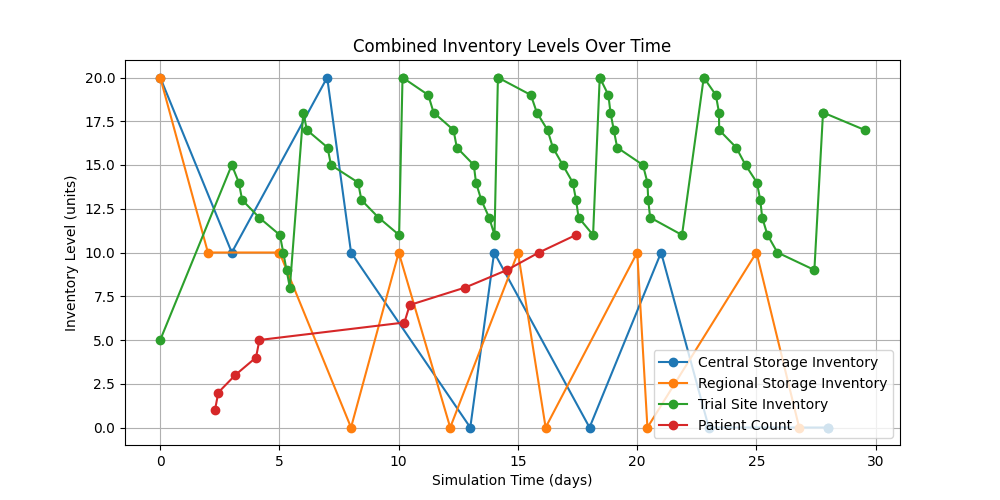 Combined Inventory Levels Over Time
Inventory Level (units)
20.0
17.5
15.0
12.5
10.0
7.5
5.0
2.5
0.0
Central Storage Inventory
Regional Storage Inventory
Trial Site Inventory
Patient Count
0 5 10 15 20 25 30
Simulation Time (days)